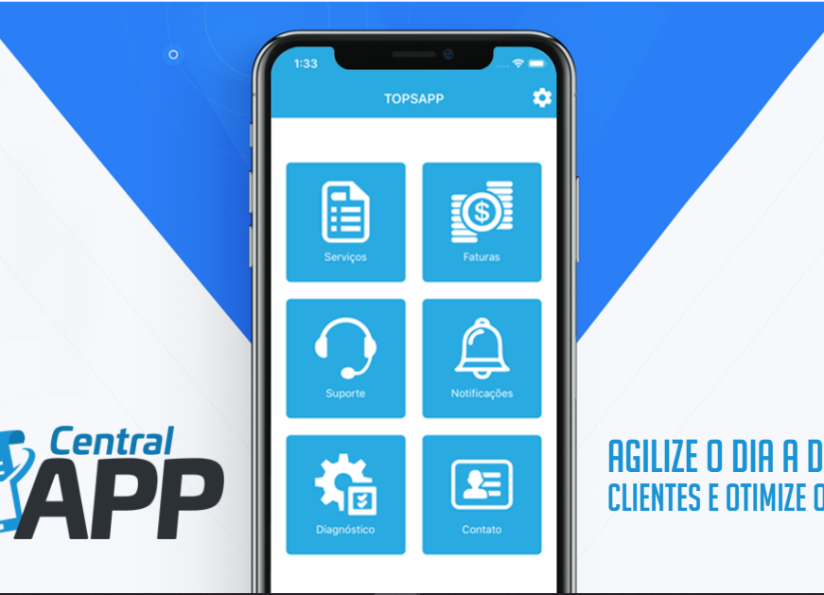 1:33
TOPSAPP
Serviços
Faturas
Suporte
Notificações
Diagnóstico
Contato
Central
APP
AGILIZE O DIA A D
CLIENTES E OTIMIZE O